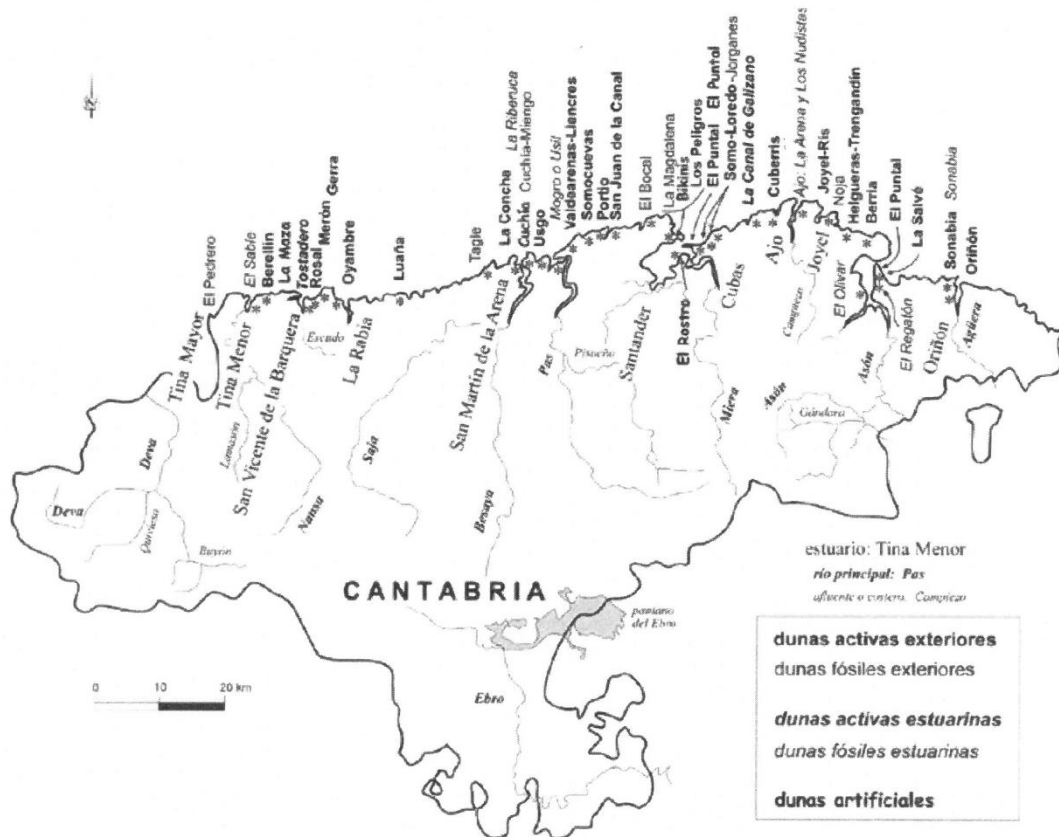 El Pedrero
El Sable
Berellín
La Maza
Tostadero
Rosal
Merón
Gerra
Oyambre
Luaña
Tagle
La Concha
La Riberuca
Cuchía
Cuchía-Miengo
Usgo
Mogro o Usil
Valdearenas-Liencres
Somocuevas
Portio
San Juan de la Canal
El Bocal
La Magdalena
Bikinis
Los Peligros
El Puntal
El Puntal
Somo-Loredo-Jorganes
La Canal de Galizano
Cuberris
Ajo: La Arena y Los Nudistas
Joyel-Ris
Noja
Helgueras-Trengandín
Berria
El Puntal
La Salvé
Sonabia
Sonabia
Oriñón
Tina Mayor
Tina Menor
San Vicente de la Barquera
Escudo
La Rabia
San Martín de la Arena
Pas
Pisueña
Santander
El Rostro
Cubas
Miera
Ajo
Campiezo
Joyel
El Olivar
Asón
Asón
Gándara
El Regatón
Oriñón
Agüera
Deva
Deva
Quiviesa
Bullón
Lamasón
Nansa
Saja
Besaya
CANTABRIA
pantano
del Ebro
Ebro
0 10 20 km
estuario: Tina Menor
río principal: Pas
afluente o costero: Campiezo
dunas activas exteriores
dunas fósiles exteriores
dunas activas estuarinas
dunas fósiles estuarinas
dunas artificiales